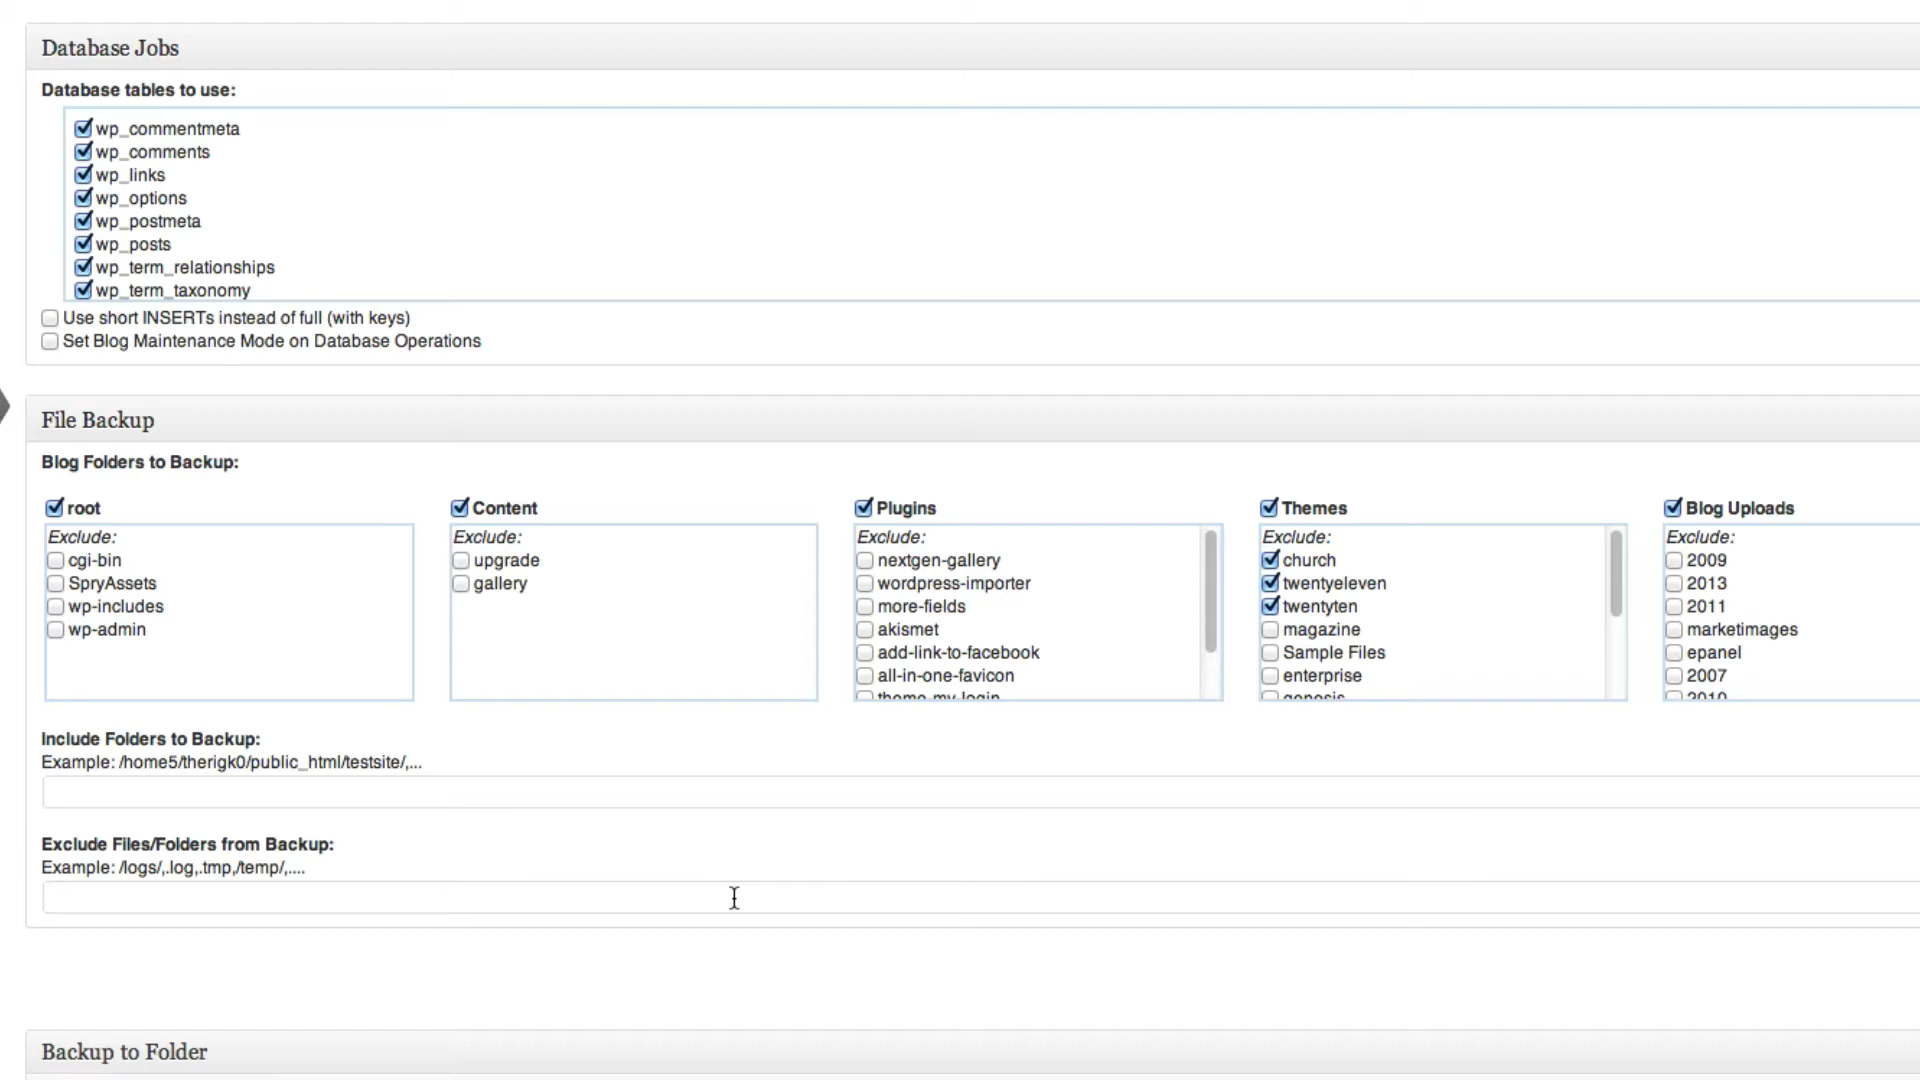 Database Jobs
Database tables to use:
wp_commentmeta
wp_comments
wp_links
wp_options
wp_postmeta
wp_posts
wp_term_relationships
wp_term_taxonomy
Use short INSERTs instead of full (with keys)
Set Blog Maintenance Mode on Database Operations
File Backup
Blog Folders to Backup:
root
Exclude:
cgi-bin
SpryAssets
wp-includes
wp-admin
Content
Exclude:
upgrade
gallery
Plugins
Exclude:
nextgen-gallery
wordpress-importer
more-fields
akismet
add-link-to-facebook
all-in-one-favicon
theme-my-login
Themes
Exclude:
church
twentyeleven
twentyten
magazine
Sample Files
enterprise
genesis
Blog Uploads
Exclude:
2009
2013
2011
marketimages
epanel
2007
2010
Include Folders to Backup:
Example: /home5/therigk0/public_html/testsite/,...
Exclude Files/Folders from Backup:
Example: /logs/,.log,.tmp,/temp/,....
Backup to Folder